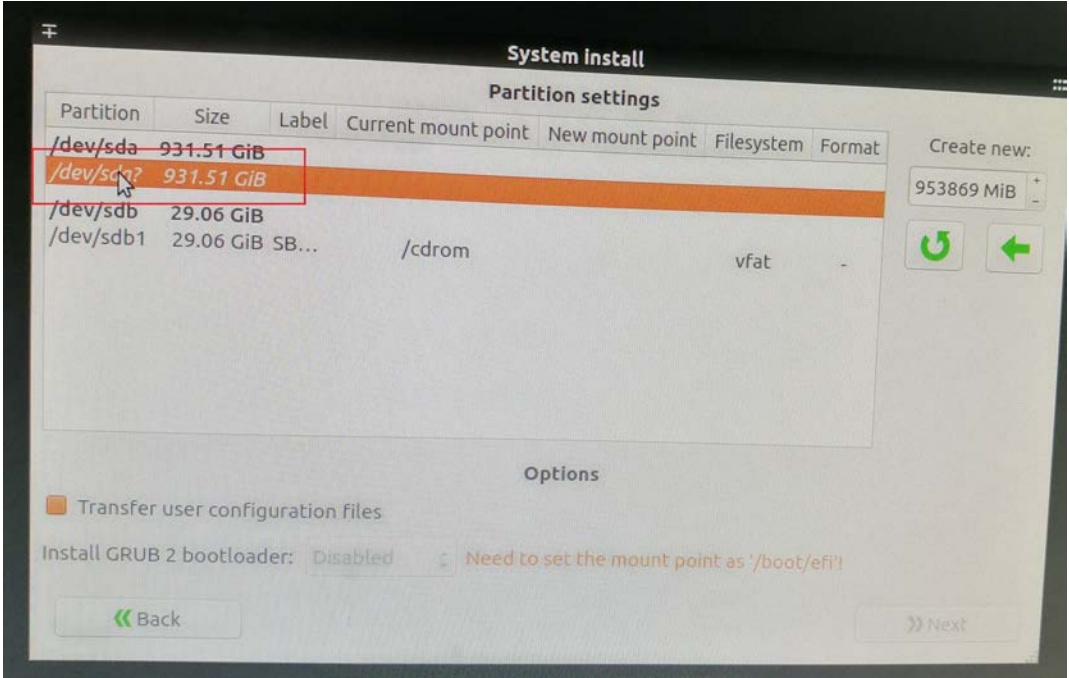 System install
Partition settings
Partition Size Label Current mount point New mount point Filesystem Format
/dev/sda 931.51 GiB
931.51 GiB
/dev/sdb 29.06 GiB
/dev/sdb1 29.06 GiB SB... /cdrom vfat -
Create new:
953869 MiB + -
Options
Transfer user configuration files
Install GRUB 2 bootloader: Disabled Need to set the mount point as '/boot/efi'!
Back
Next